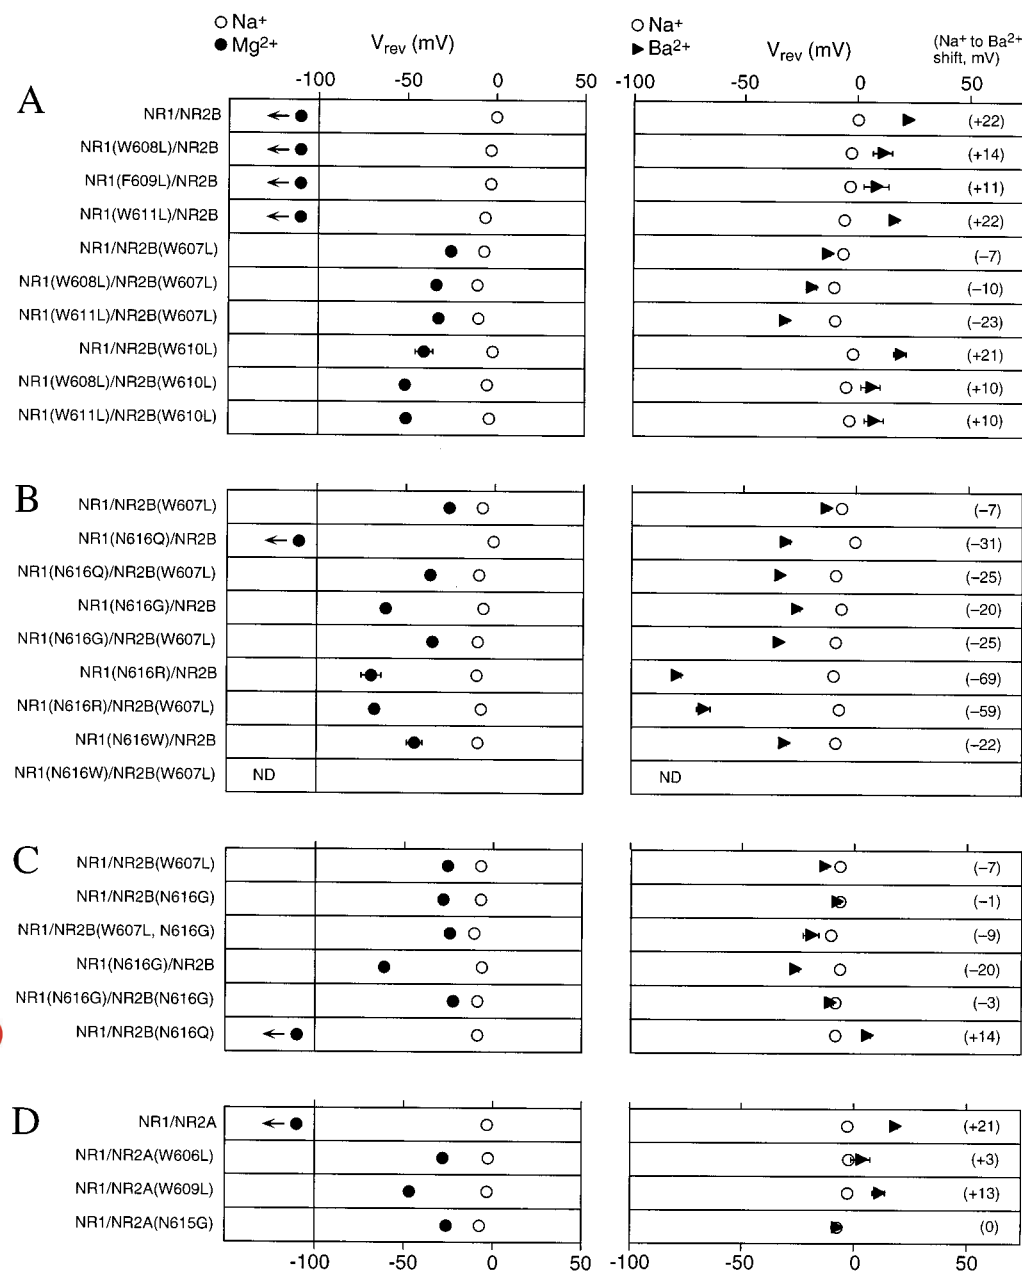 ○ Na⁺
● Mg²⁺
Vrev (mV)
-100 -50 0 50
○ Na⁺
▶ Ba²⁺
Vrev (mV)
(Na⁺ to Ba²⁺
shift, mV)
-100 -50 0 50
A
NR1/NR2B (+22)
NR1(W608L)/NR2B (+14)
NR1(F609L)/NR2B (+11)
NR1(W611L)/NR2B (+22)
NR1/NR2B(W607L) (−7)
NR1(W608L)/NR2B(W607L) (−10)
NR1(W611L)/NR2B(W607L) (−23)
NR1/NR2B(W610L) (+21)
NR1(W608L)/NR2B(W610L) (+10)
NR1(W611L)/NR2B(W610L) (+10)
B
NR1/NR2B(W607L) (−7)
NR1(N616Q)/NR2B (−31)
NR1(N616Q)/NR2B(W607L) (−25)
NR1(N616G)/NR2B (−20)
NR1(N616G)/NR2B(W607L) (−25)
NR1(N616R)/NR2B (−69)
NR1(N616R)/NR2B(W607L) (−59)
NR1(N616W)/NR2B (−22)
NR1(N616W)/NR2B(W607L) ND ND
C
NR1/NR2B(W607L) (−7)
NR1/NR2B(N616G) (−1)
NR1/NR2B(W607L, N616G) (−9)
NR1(N616G)/NR2B (−20)
NR1(N616G)/NR2B(N616G) (−3)
NR1/NR2B(N616Q) (+14)
D
NR1/NR2A (+21)
NR1/NR2A(W606L) (+3)
NR1/NR2A(W609L) (+13)
NR1/NR2A(N615G) (0)
-100 -50 0 50
-100 -50 0 50